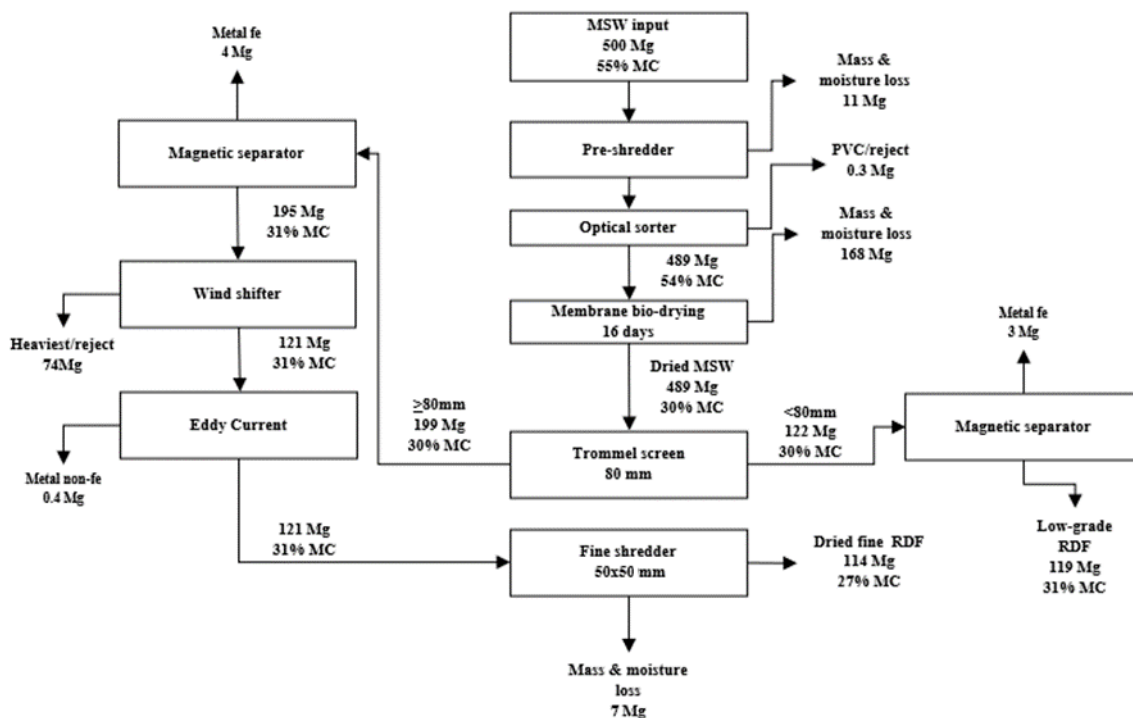 MSW input
500 Mg
55% MC
Mass &
moisture loss
11 Mg
Pre-shredder
PVC/reject
0.3 Mg
Optical sorter
489 Mg
54% MC
Mass &
moisture loss
168 Mg
Membrane bio-drying
16 days
Dried MSW
489 Mg
30% MC
Trommel screen
80 mm
≥80mm
199 Mg
30% MC
Metal fe
4 Mg
Magnetic separator
195 Mg
31% MC
Wind shifter
Heaviest/reject
74Mg
121 Mg
31% MC
Eddy Current
Metal non-fe
0.4 Mg
121 Mg
31% MC
Fine shredder
50x50 mm
Dried fine RDF
114 Mg
27% MC
Mass & moisture
loss
7 Mg
<80mm
122 Mg
30% MC
Metal fe
3 Mg
Magnetic separator
Low-grade
RDF
119 Mg
31% MC